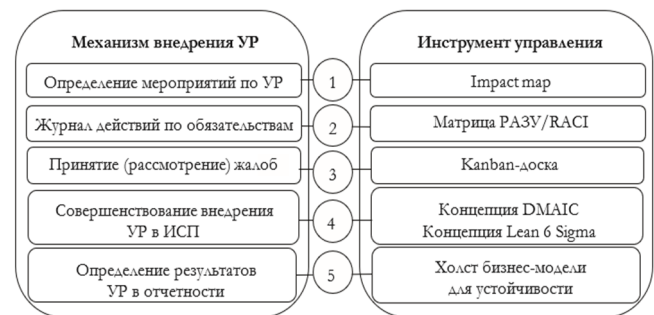 Механизм внедрения УР
Инструмент управления
Определение мероприятий по УР
1
Impact map
Журнал действий по обязательствам
2
Матрица РАЗУ/RACI
Принятие (рассмотрение) жалоб
3
Kanban-доска
Совершенствование внедрения
УР в ИСП
4
Концепция DMAIC
Концепция Lean 6 Sigma
Определение результатов
УР в отчетности
5
Холст бизнес-модели
для устойчивости